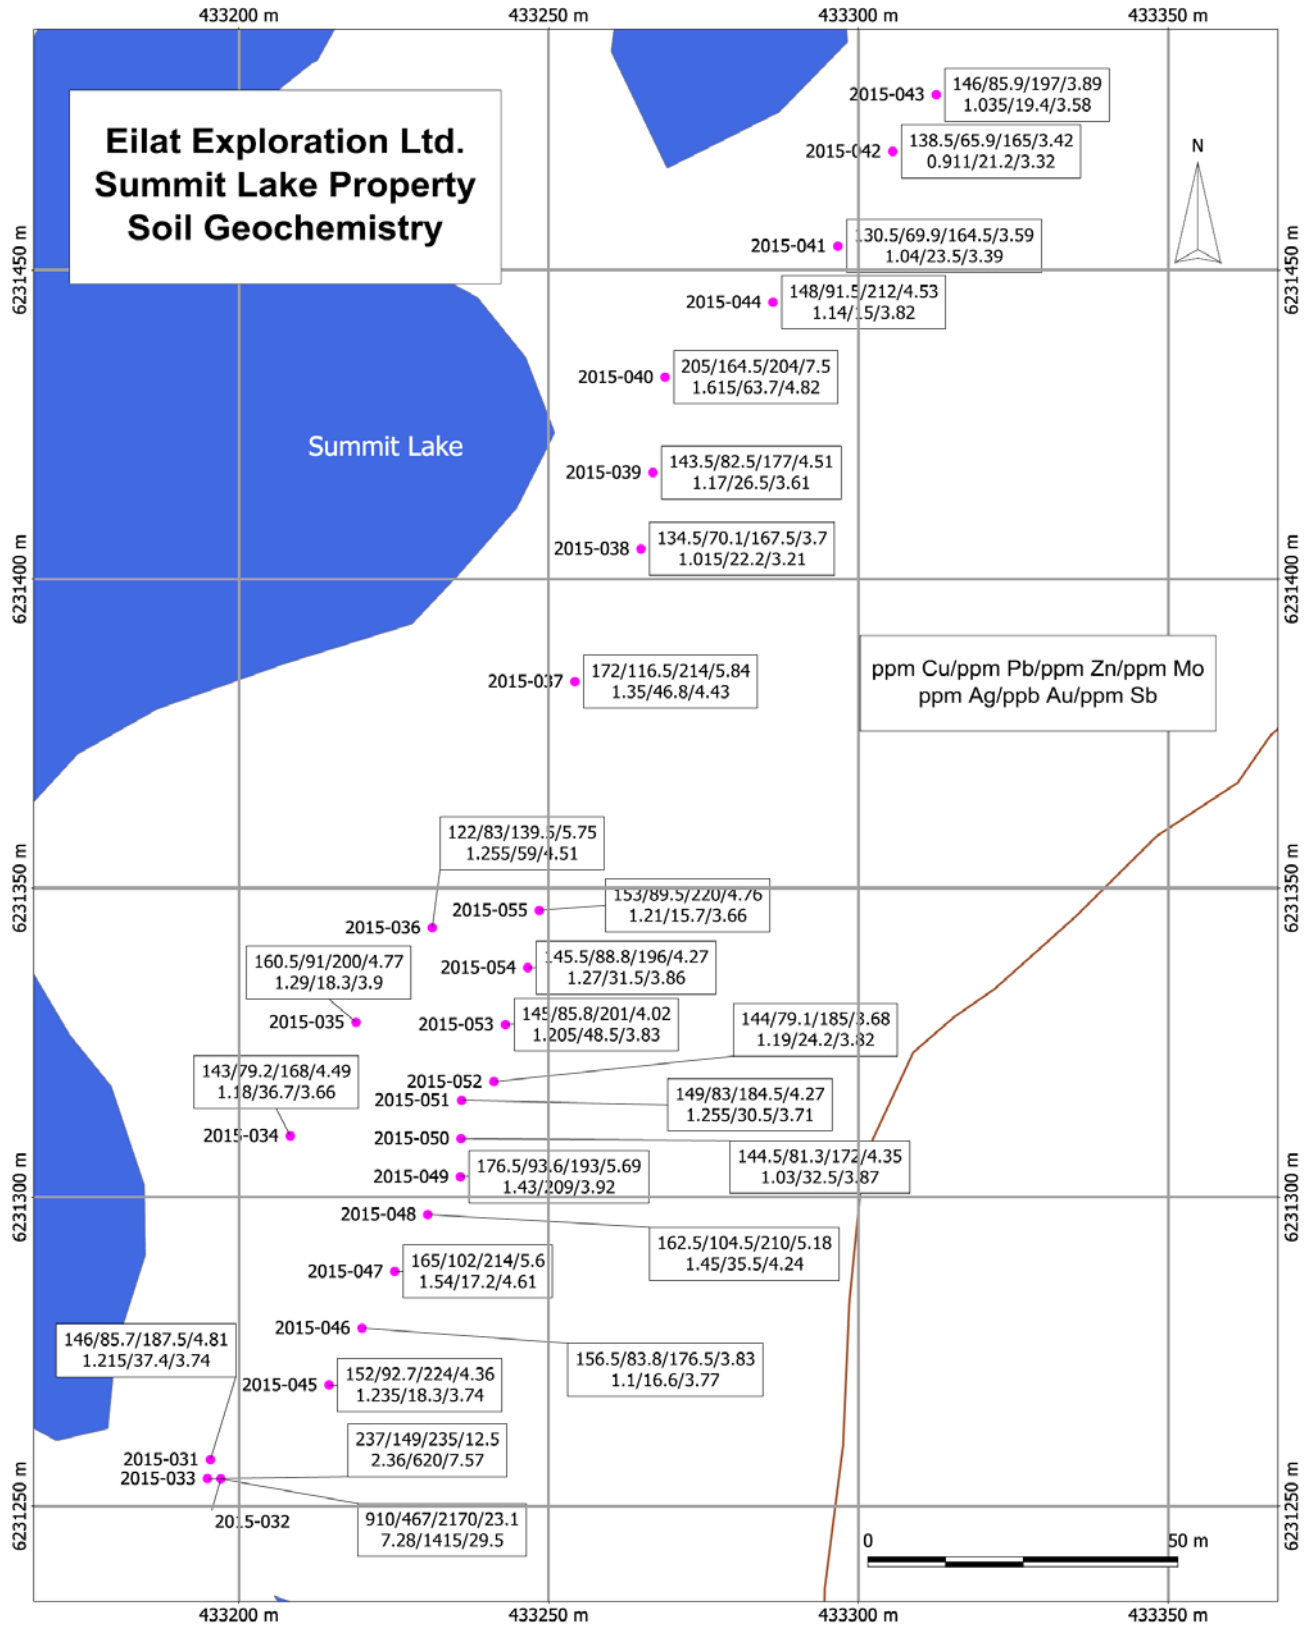 433200 m
433250 m
433300 m
433350 m
Eilat Exploration Ltd.
Summit Lake Property
Soil Geochemistry
N
2015-043
146/85.9/197/3.89
1.035/19.4/3.58
2015-042
138.5/65.9/165/3.42
0.911/21.2/3.32
2015-041
130.5/69.9/164.5/3.59
1.04/23.5/3.39
6231450 m
6231450 m
2015-044
148/91.5/212/4.53
1.14/15/3.82
2015-040
205/164.5/204/7.5
1.615/63.7/4.82
Summit Lake
2015-039
143.5/82.5/177/4.51
1.17/26.5/3.61
2015-038
134.5/70.1/167.5/3.7
1.015/22.2/3.21
6231400 m
6231400 m
ppm Cu/ppm Pb/ppm Zn/ppm Mo
ppm Ag/ppb Au/ppm Sb
2015-037
172/116.5/214/5.84
1.35/46.8/4.43
122/83/139.5/5.75
1.255/59/4.51
6231350 m
6231350 m
2015-055
153/89.5/220/4.76
1.21/15.7/3.66
2015-036
160.5/91/200/4.77
1.29/18.3/3.9
2015-054
145.5/88.8/196/4.27
1.27/31.5/3.86
2015-035
2015-053
145/85.8/201/4.02
1.205/48.5/3.83
144/79.1/185/3.68
1.19/24.2/3.82
143/79.2/168/4.49
1.18/36.7/3.66
2015-052
2015-051
149/83/184.5/4.27
1.255/30.5/3.71
2015-034
2015-050
144.5/81.3/172/4.35
1.03/32.5/3.87
2015-049
176.5/93.6/193/5.69
1.43/209/3.92
6231300 m
6231300 m
2015-048
162.5/104.5/210/5.18
1.45/35.5/4.24
2015-047
165/102/214/5.6
1.54/17.2/4.61
2015-046
156.5/83.8/176.5/3.83
1.1/16.6/3.77
146/85.7/187.5/4.81
1.215/37.4/3.74
2015-045
152/92.7/224/4.36
1.235/18.3/3.74
2015-031
2015-033
237/149/235/12.5
2.36/620/7.57
2015-032
910/467/2170/23.1
7.28/1415/29.5
6231250 m
6231250 m
0
50 m
433200 m
433250 m
433300 m
433350 m